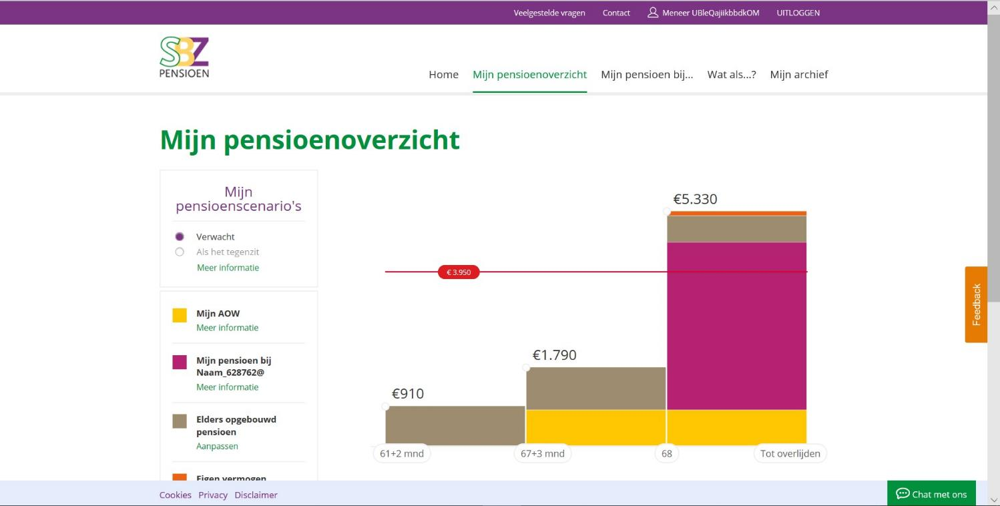 Veelgestelde vragen Contact Meneer UBleQajiikbbdkOM UITLOGGEN
SBZ
PENSIOEN
Home Mijn pensioenoverzicht Mijn pensioen bij... Wat als...? Mijn archief
Mijn pensioenoverzicht
Mijn
pensioenscenario's
Verwacht
Als het tegenzit
Meer informatie
Mijn AOW
Meer informatie
Mijn pensioen bij
Naam_628762@
Meer informatie
Elders opgebouwd
pensioen
Aanpassen
Eigen vermogen
€5.330
€ 3.950
€1.790
€910
61+2 mnd 67+3 mnd 68 Tot overlijden
Feedback
Cookies Privacy Disclaimer
Chat met ons